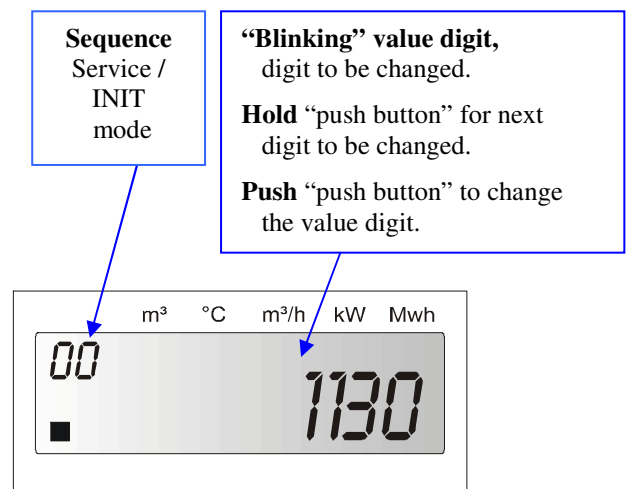 Sequence
Service /
INIT
mode
“Blinking” value digit,
digit to be changed.
Hold “push button” for next
digit to be changed.
Push “push button” to change
the value digit.
m³ °C m³/h kW Mwh
00
1130